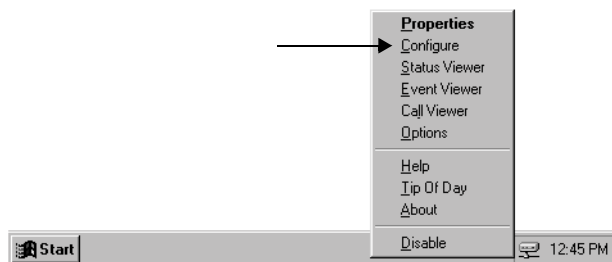 Properties
Configure
Status Viewer
Event Viewer
Call Viewer
Options
Help
Tip Of Day
About
Disable
Start
12:45 PM